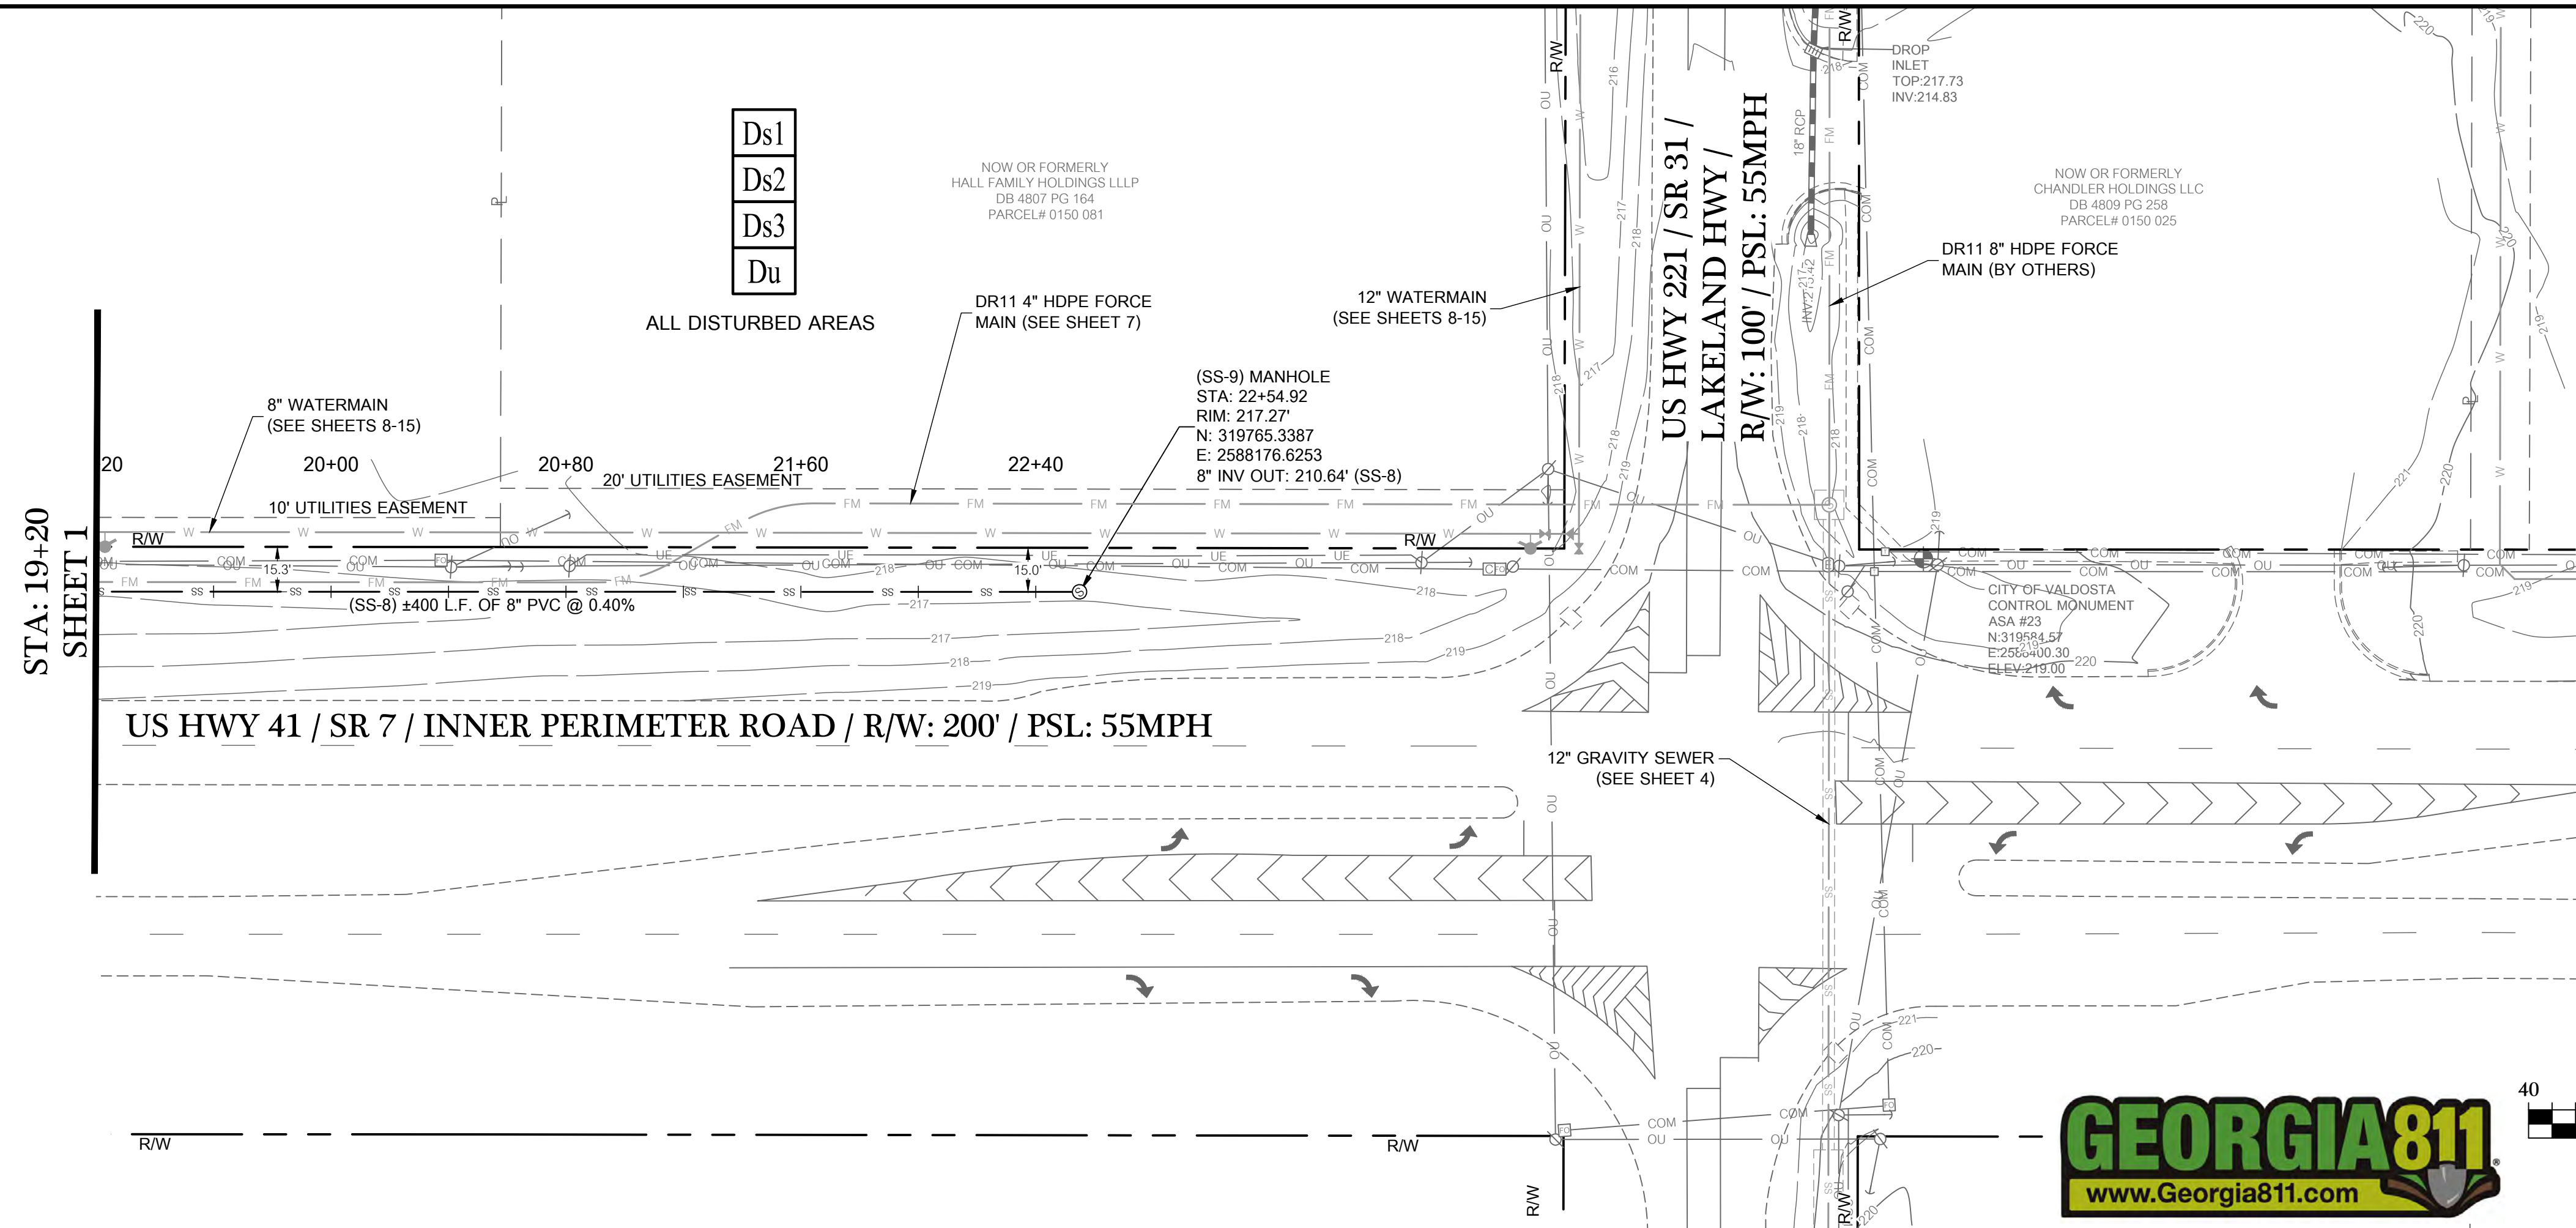 Ds1
Ds2
Ds3
Du
ALL DISTURBED AREAS
NOW OR FORMERLY
HALL FAMILY HOLDINGS LLLP
DB 4807 PG 164
PARCEL# 0150 081
DR11 4" HDPE FORCE
MAIN (SEE SHEET 7)
(SS-9) MANHOLE
STA: 22+54.92
RIM: 217.27'
N: 319765.3387
E: 2588176.6253
8" INV OUT: 210.64' (SS-8)
8" WATERMAIN
(SEE SHEETS 8-15)
12" WATERMAIN
(SEE SHEETS 8-15)
US HWY 221 / SR 31 /
LAKELAND HWY /
R/W: 100' / PSL: 55MPH
DROP
INLET
TOP:217.73
INV:214.83
18" RCP
NOW OR FORMERLY
CHANDLER HOLDINGS LLC
DB 4809 PG 258
PARCEL# 0150 025
DR11 8" HDPE FORCE
MAIN (BY OTHERS)
20
20+00
20+80
21+60
22+40
10' UTILITIES EASEMENT
20' UTILITIES EASEMENT
STA: 19+20
SHEET 1
R/W
R/W
R/W
R/W
15.3'
15.0'
(SS-8) ±400 L.F. OF 8" PVC @ 0.40%
217
218
219
CITY OF VALDOSTA
CONTROL MONUMENT
ASA #23
N:319584.57
ELEV:219.00
US HWY 41 / SR 7 / INNER PERIMETER ROAD / R/W: 200' / PSL: 55MPH
12" GRAVITY SEWER
(SEE SHEET 4)
221
220
R/W
R/W
R/W
R/W
40
GEORGIA811
www.Georgia811.com